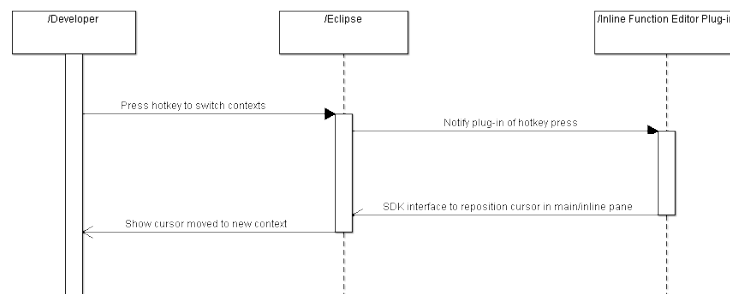 /Developer
/Eclipse
/Inline Function Editor Plug-in
Press hotkey to switch contexts
Notify plug-in of hotkey press
SDK interface to reposition cursor in main/inline pane
Show cursor moved to new context